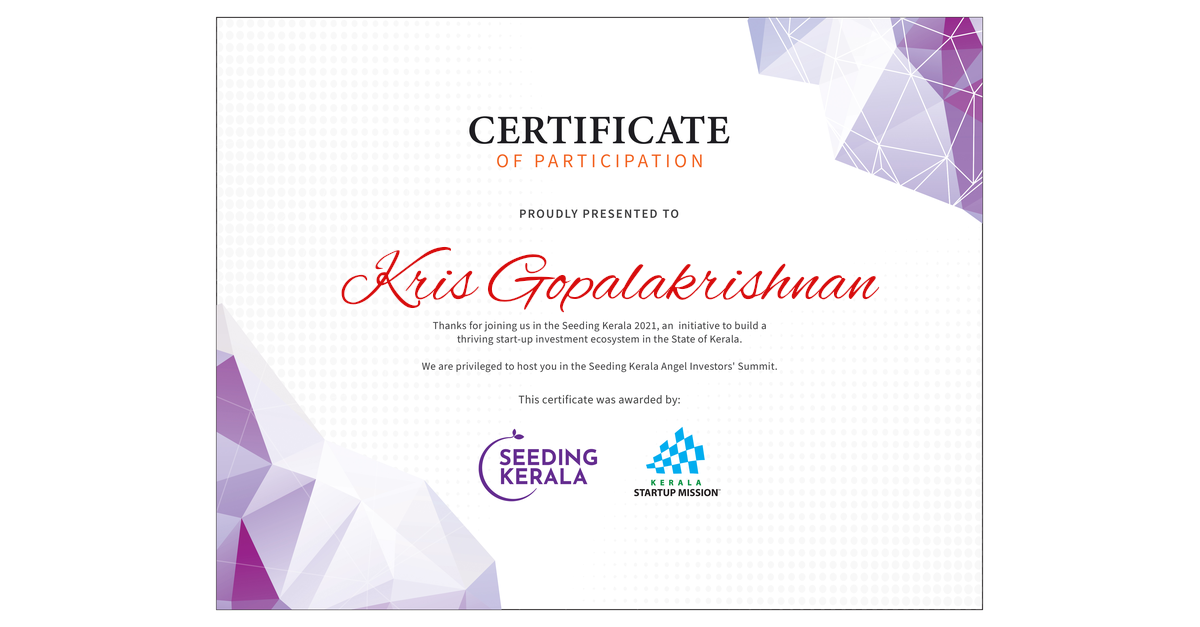 CERTIFICATE
OF PARTICIPATION
PROUDLY PRESENTED TO
Kris Gopalakrishnan
Thanks for joining us in the Seeding Kerala 2021, an initiative to build a
thriving start-up investment ecosystem in the State of Kerala.
We are privileged to host you in the Seeding Kerala Angel Investors' Summit.
This certificate was awarded by:
SEEDING
KERALA
KERALA
STARTUP MISSION